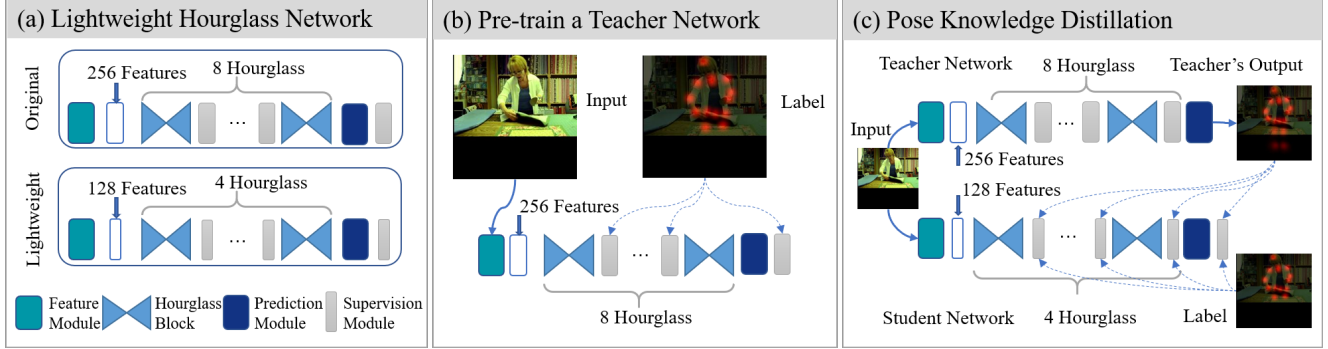 (a) Lightweight Hourglass Network
Original
256 Features
8 Hourglass
...
Lightweight
128 Features
4 Hourglass
...
Feature
Module
Hourglass
Block
Prediction
Module
Supervision
Module
(b) Pre-train a Teacher Network
Input
Label
256 Features
...
8 Hourglass
(c) Pose Knowledge Distillation
Teacher Network
8 Hourglass
Teacher's Output
Input
...
256 Features
128 Features
...
Student Network
4 Hourglass
Label